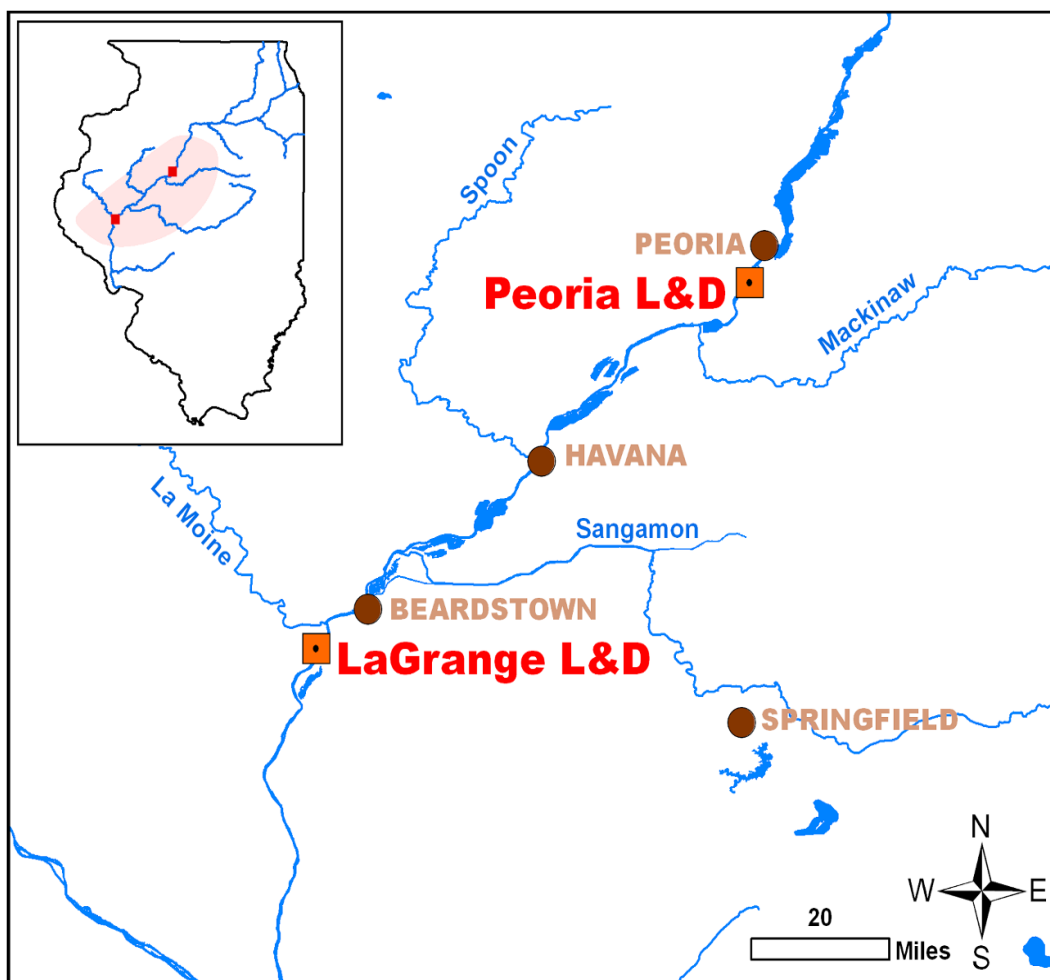 Spoon
PEORIA
Peoria L&D
Mackinaw
HAVANA
La Moine
Sangamon
BEARDSTOWN
LaGrange L&D
SPRINGFIELD
N
W E
S
20
Miles